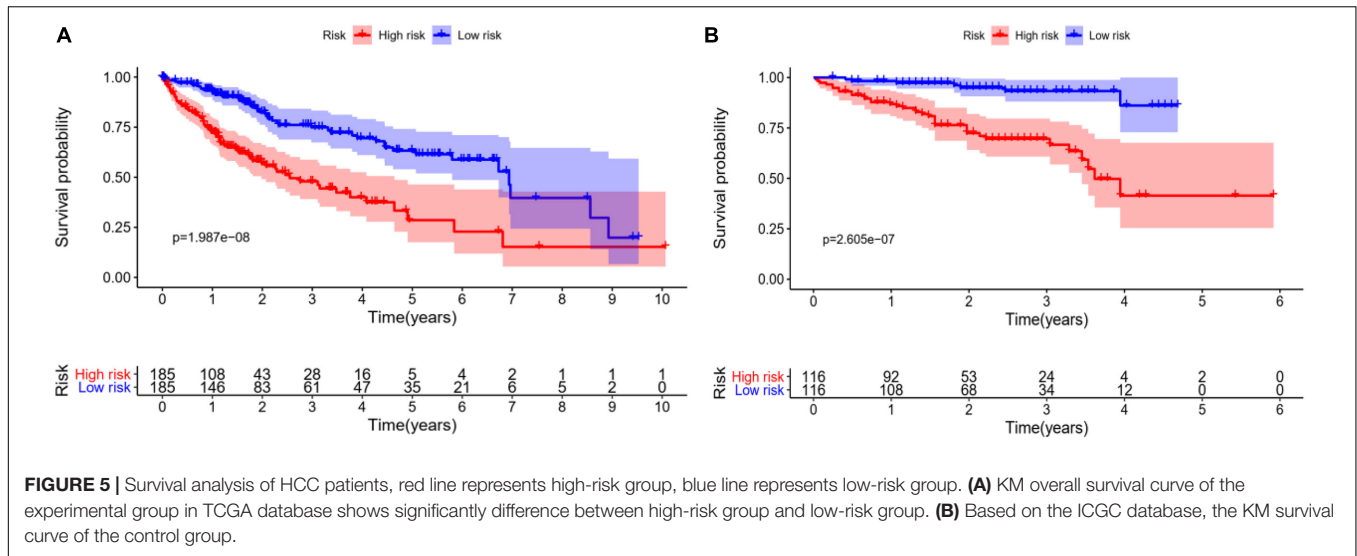 A
Risk High risk Low risk
1.00
0.75
0.50
0.25
0.00
Survival probability
p=1.987e−08
0 1 2 3 4 5 6 7 8 9 10
Time(years)
Risk
High risk 185 108 43 28 16 5 4 2 1 1 1
Low risk 185 146 83 61 47 35 21 6 5 2 0
0 1 2 3 4 5 6 7 8 9 10
Time(years)
B
Risk High risk Low risk
1.00
0.75
0.50
0.25
0.00
Survival probability
p=2.605e−07
0 1 2 3 4 5 6
Time(years)
Risk
High risk 116 92 53 24 4 2 0
Low risk 116 108 68 34 12 0 0
0 1 2 3 4 5 6
Time(years)
FIGURE 5 | Survival analysis of HCC patients, red line represents high-risk group, blue line represents low-risk group. (A) KM overall survival curve of the
experimental group in TCGA database shows significantly difference between high-risk group and low-risk group. (B) Based on the ICGC database, the KM survival
curve of the control group.